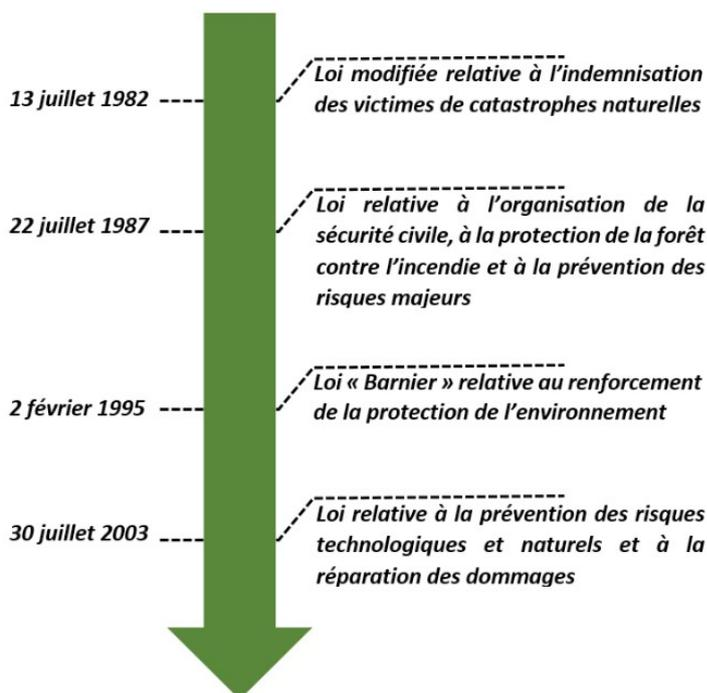 13 juillet 1982
Loi modifiée relative à l'indemnisation
des victimes de catastrophes naturelles
22 juillet 1987
Loi relative à l'organisation de la
sécurité civile, à la protection de la forêt
contre l'incendie et à la prévention des
risques majeurs
2 février 1995
Loi « Barnier » relative au renforcement
de la protection de l'environnement
30 juillet 2003
Loi relative à la prévention des risques
technologiques et naturels et à la
réparation des dommages